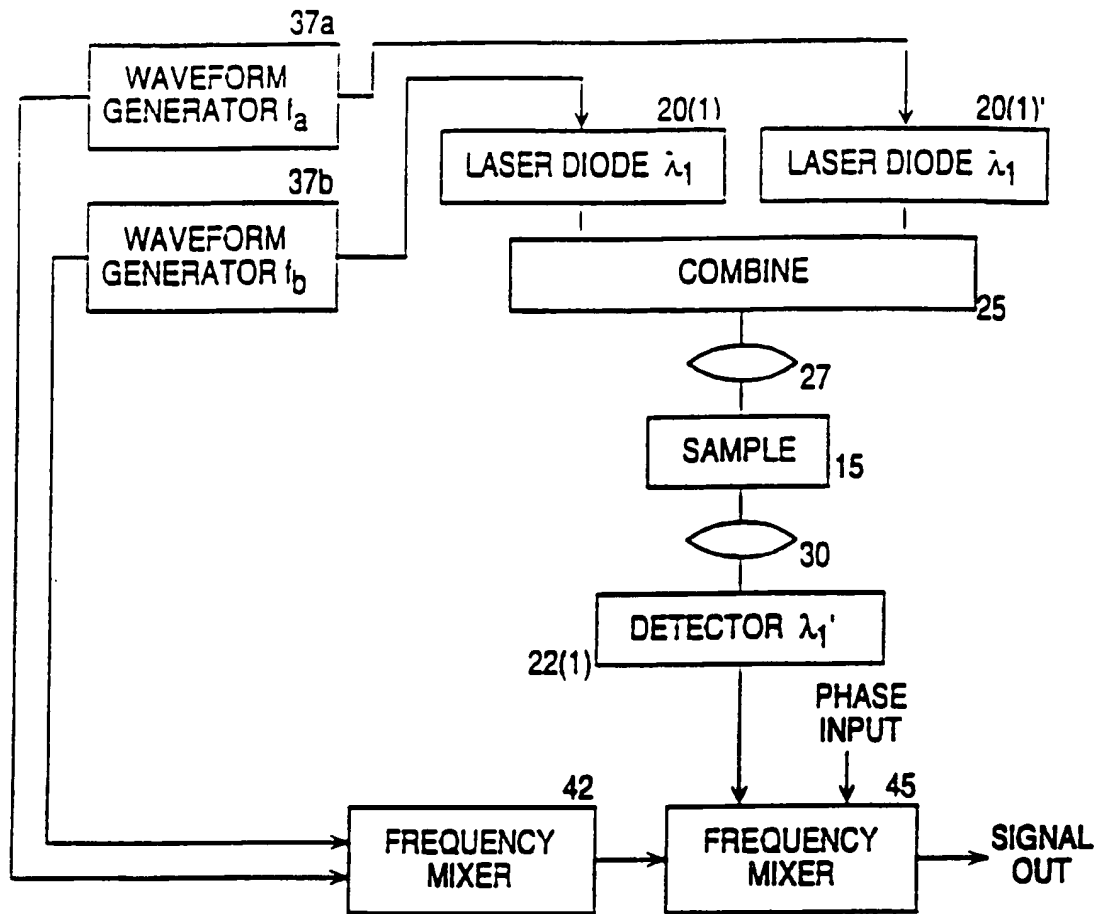 37a
WAVEFORM
GENERATOR fa
37b
WAVEFORM
GENERATOR fb
20(1)
LASER DIODE λ1
20(1)'
LASER DIODE λ1
COMBINE
25
27
SAMPLE
15
30
DETECTOR λ1'
22(1)
PHASE
INPUT
42
FREQUENCY
MIXER
45
FREQUENCY
MIXER
SIGNAL
OUT